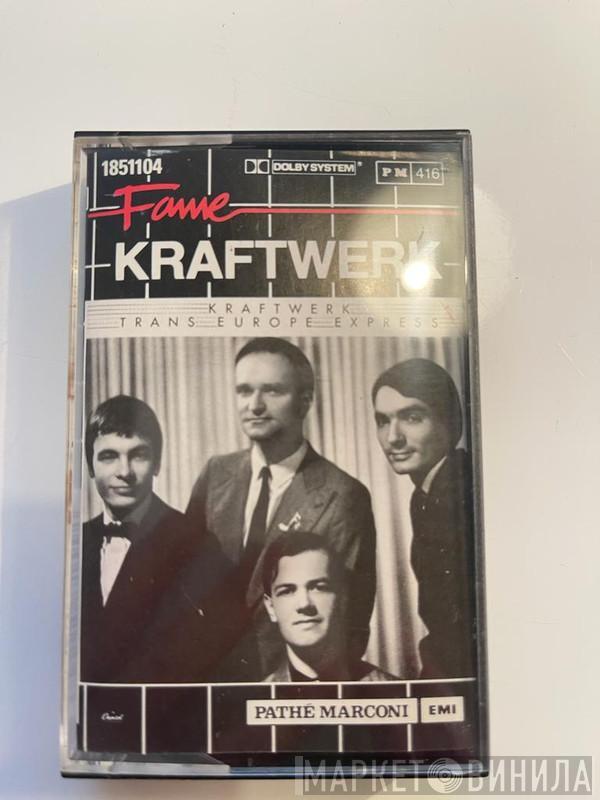 1851104
DOLBY SYSTEM
PM 416
Fame
KRAFTWERK
KRAFTWERK
TRANS EUROPE EXPRESS
Capitol
PATHÉ MARCONI EMI
МАРКЕТ ВИНИЛА